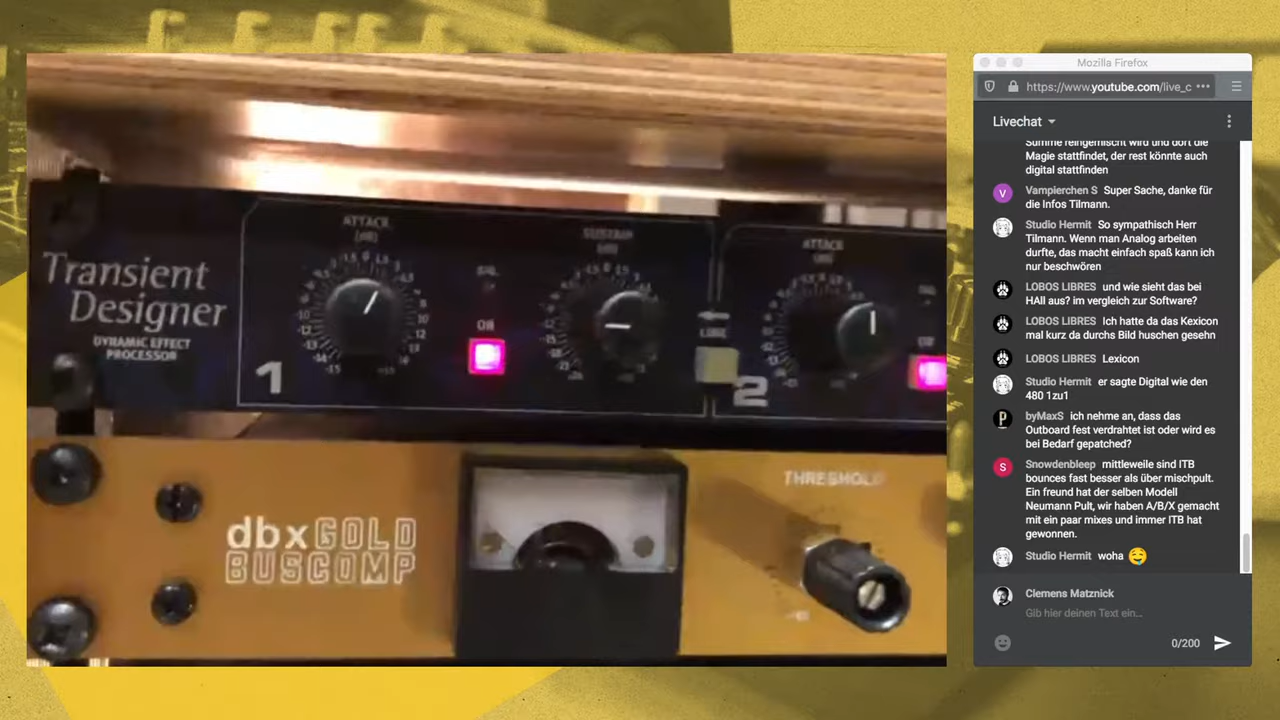 Transient
Designer
DYNAMIC EFFECT
PROCESSOR
1
ATTACK
(dB)
ON
SUSTAIN
(dB)
2
ATTACK
dbx GOLD
BUSCOMP
THRESHOLD
Mozilla Firefox
https://www.youtube.com/live_c
Livechat
Summe reingemischt wird und dort die
Magie stattfindet, der rest könnte auch
digital stattfinden
V
Vampierchen S Super Sache, danke für
die Infos Tilmann.
Studio Hermit So sympathisch Herr
Tilmann. Wenn man Analog arbeiten
durfte, das macht einfach spaß kann ich
nur beschwören
LOBOS LIBRES und wie sieht das bei
HAll aus? im vergleich zur Software?
LOBOS LIBRES Ich hatte da das Kexicon
mal kurz da durchs Bild huschen gesehn
LOBOS LIBRES Lexicon
Studio Hermit er sagte Digital wie den
480 1zu1
P
byMaxS ich nehme an, dass das
Outboard fest verdrahtet ist oder wird es
bei Bedarf gepatched?
S
Snowdenbleep mittleweile sind ITB
bounces fast besser als über mischpult.
Ein freund hat der selben Modell
Neumann Pult, wir haben A/B/X gemacht
mit ein paar mixes und immer ITB hat
gewonnen.
Studio Hermit woha 🤤
Clemens Matznick
Gib hier deinen Text ein...
0/200